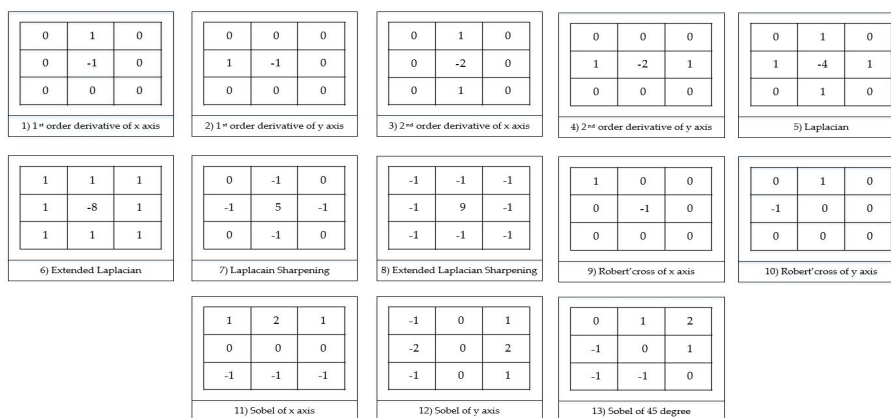 0 1 0
0 -1 0
0 0 0
1) 1st order derivative of x axis
0 0 0
1 -1 0
0 0 0
2) 1st order derivative of y axis
0 1 0
0 -2 0
0 1 0
3) 2nd order derivative of x axis
0 0 0
1 -2 1
0 0 0
4) 2nd order derivative of y axis
0 1 0
1 -4 1
0 1 0
5) Laplacian
1 1 1
1 -8 1
1 1 1
6) Extended Laplacian
0 -1 0
-1 5 -1
0 -1 0
7) Laplacain Sharpening
-1 -1 -1
-1 9 -1
-1 -1 -1
8) Extended Laplacian Sharpening
1 0 0
0 -1 0
0 0 0
9) Robert'cross of x axis
0 1 0
-1 0 0
0 0 0
10) Robert'cross of y axis
1 2 1
0 0 0
-1 -1 -1
11) Sobel of x axis
-1 0 1
-2 0 2
-1 0 1
12) Sobel of y axis
0 1 2
-1 0 1
-1 -1 0
13) Sobel of 45 degree